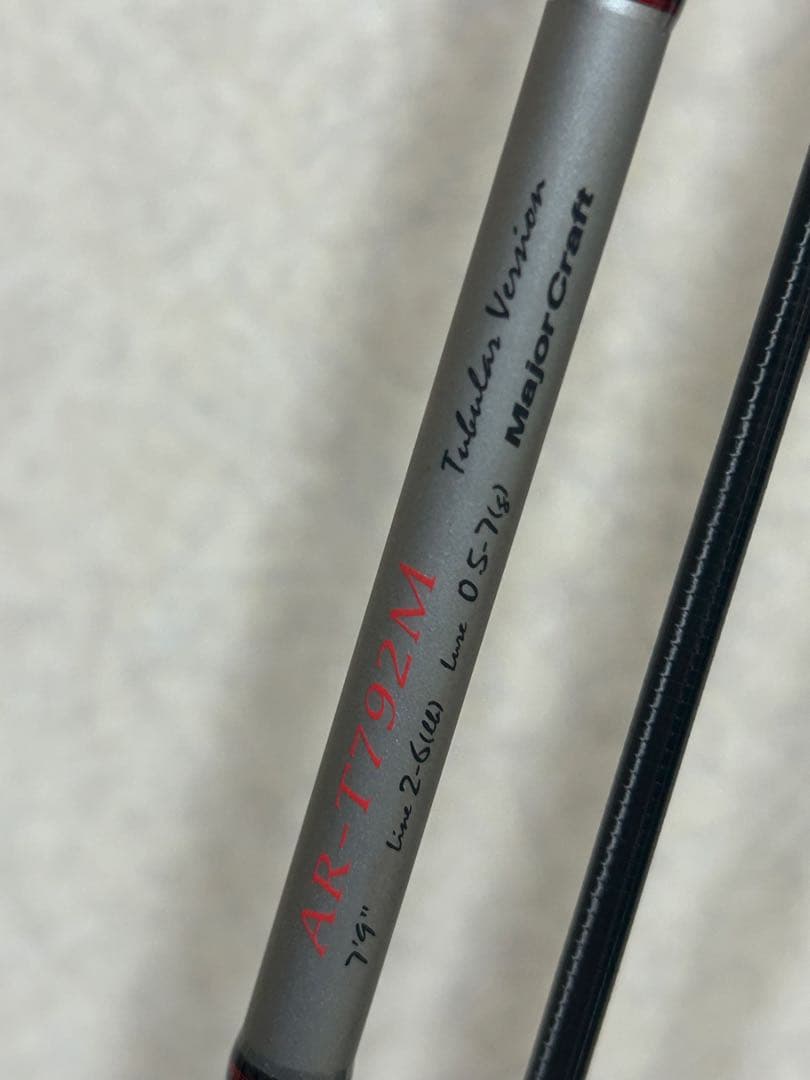 AR-T792M Tubular Version
7'9" Line 2-6(lb) Lure 0 5-7(g) MajorCraft